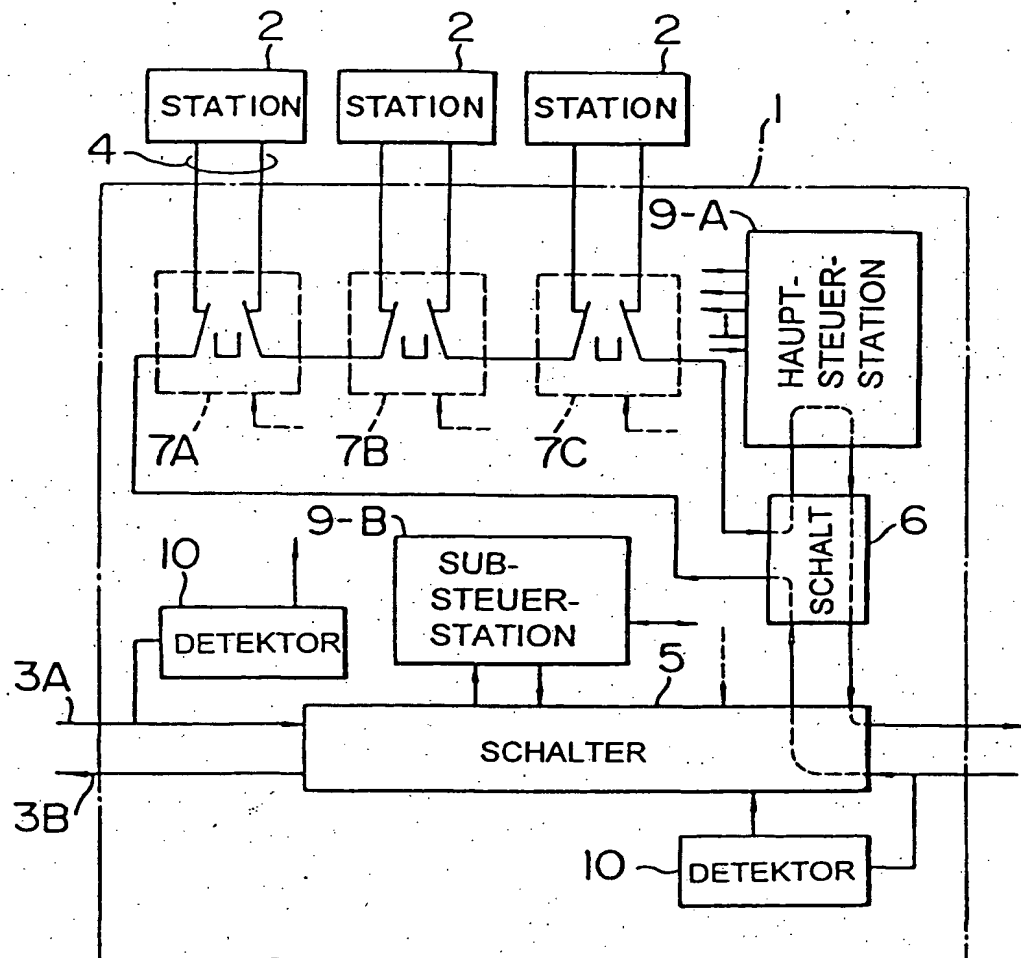 2 2 2
STATION STATION STATION
1
4
9-A
HAUPT-
STEUER-
STATION
7A 7B 7C
9-B
6
SCHALT
10
SUB-
STEUER-
STATION
DETEKTOR
5
3A
SCHALTER
3B
10
DETEKTOR